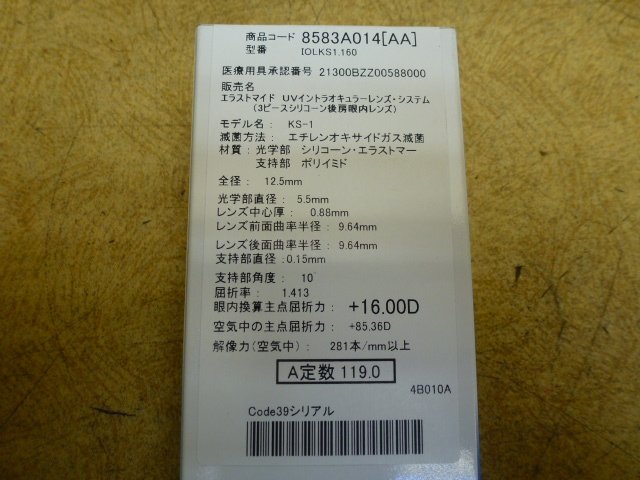 商品コード 8583A014[AA]
型番 IOLKS1.160
医療用具承認番号 21300BZZ00588000
販売名
エラストマイド UVイントラオキュラーレンズ・システム
(3ピースシリコーン後房眼内レンズ)
モデル名: KS-1
滅菌方法: エチレンオキサイドガス滅菌
材質:光学部 シリコーン・エラストマー
支持部 ポリイミド
全径: 12.5mm
光学部直径: 5.5mm
レンズ中心厚: 0.88mm
レンズ前面曲率半径: 9.64mm
レンズ後面曲率半径: 9.64mm
支持部直径:0.15mm
支持部角度: 10
屈折率: 1.413
眼内換算主点屈折力: +16.00D
空気中の主点屈折力: +85.36D
解像力(空気中): 281本/mm以上
A定数 119.0
4B010A
Code39シリアル